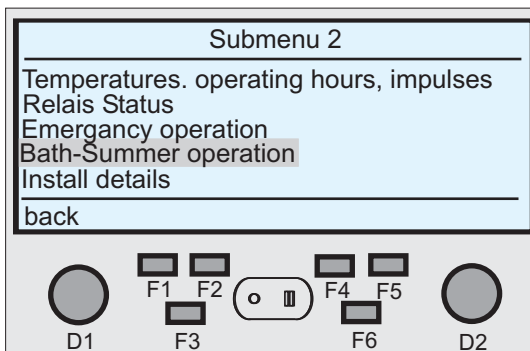 Submenu 2
Temperatures. operating hours, impulses
Relais Status
Emergancy operation
Bath-Summer operation
Install details
back
F1 F2 F4 F5
D1 F3 F6 D2